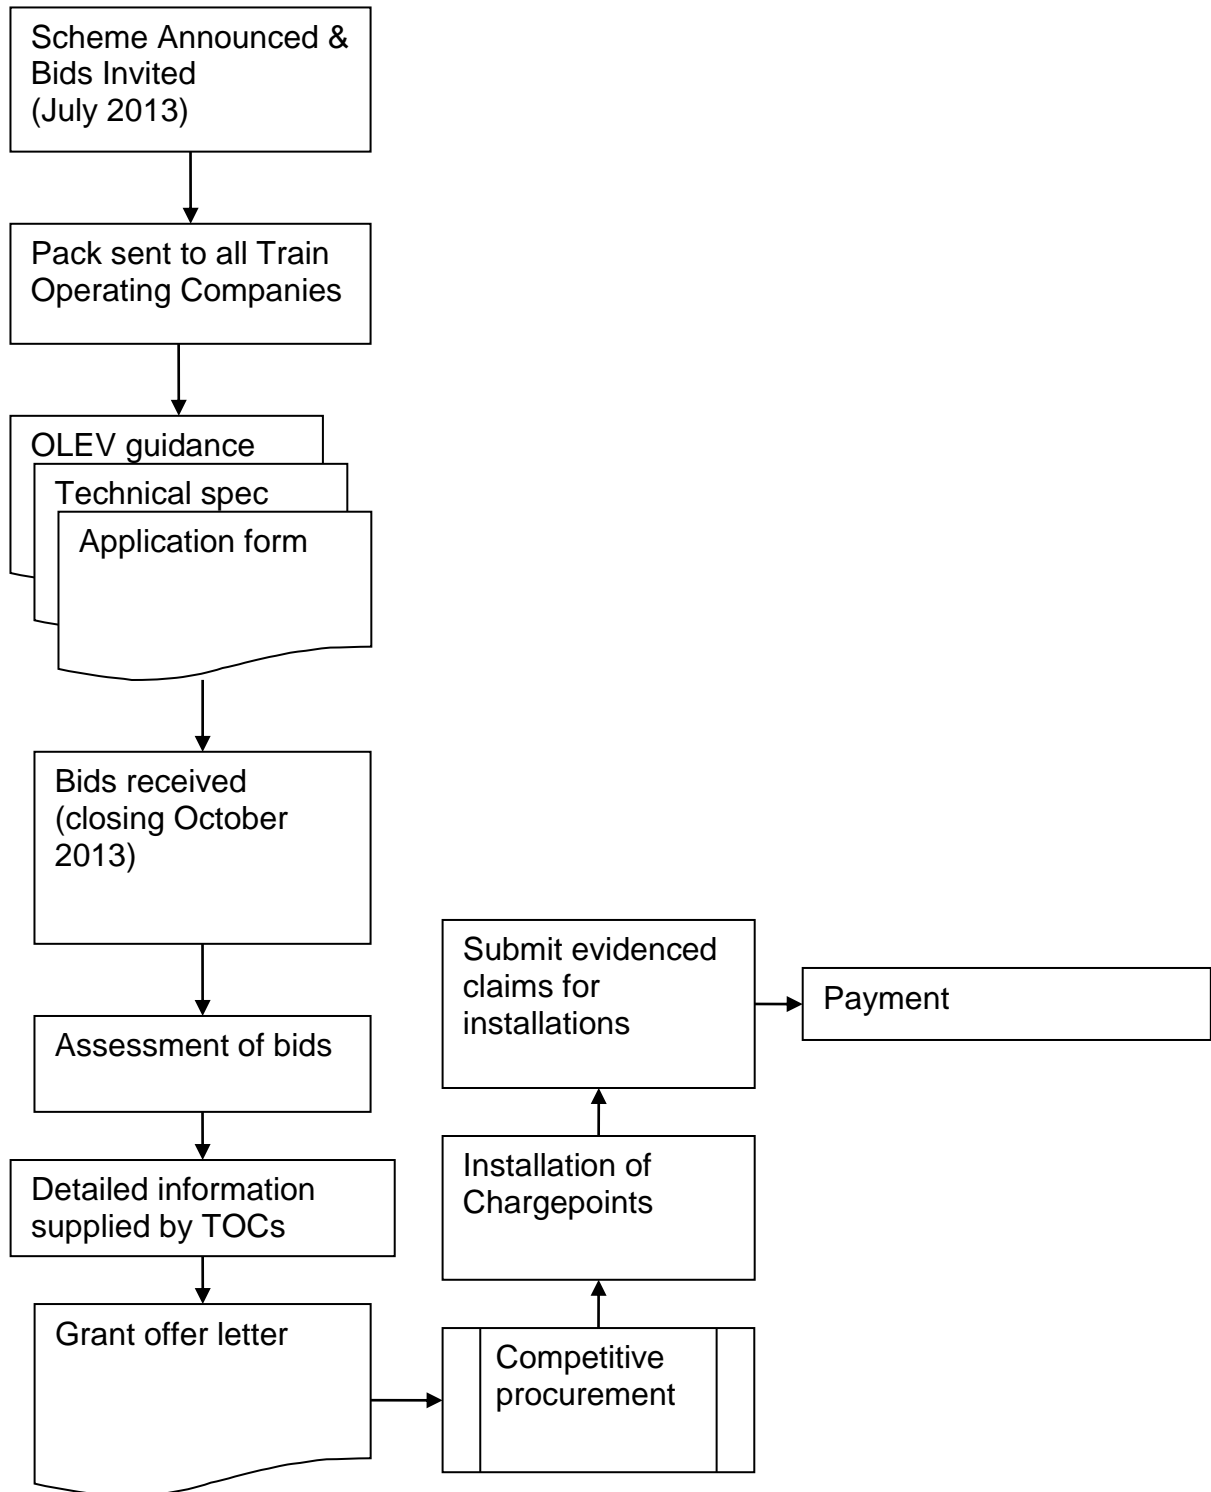 Scheme Announced &
Bids Invited
(July 2013)
Pack sent to all Train
Operating Companies
OLEV guidance
Technical spec
Application form
Bids received
(closing October
2013)
Assessment of bids
Detailed information
supplied by TOCs
Grant offer letter
Competitive
procurement
Installation of
Chargepoints
Submit evidenced
claims for
installations
Payment